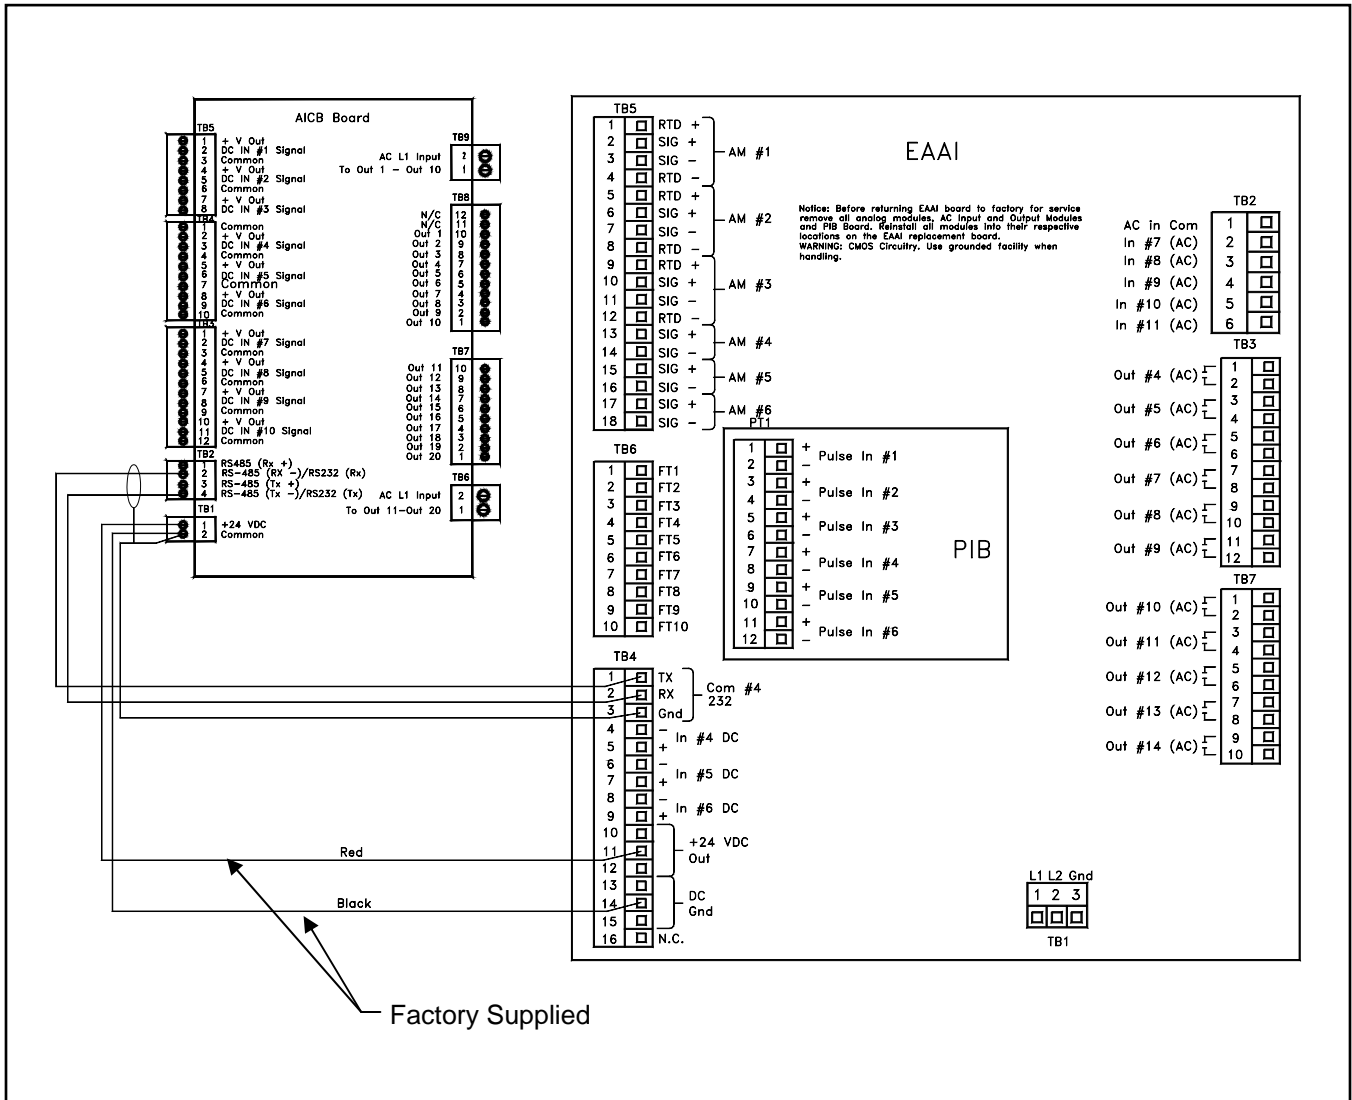 AICB Board
TB5
1 + V Out
2 DC IN #1 Signal
3 Common
4 + V Out
5 DC IN #2 Signal
6 Common
7 + V Out
8 DC IN #3 Signal
TB4
1 Common
2 + V Out
3 DC IN #4 Signal
4 Common
5 + V Out
6 DC IN #5 Signal
7 Common
8 + V Out
9 DC IN #6 Signal
10 Common
TB3
1 + V Out
2 DC IN #7 Signal
3 Common
4 + V Out
5 DC IN #8 Signal
6 Common
7 + V Out
8 DC IN #9 Signal
9 Common
10 + V Out
11 DC IN #10 Signal
12 Common
TB2
1 RS485 (Rx +)
2 RS-485 (RX -)/RS232 (Rx)
3 RS-485 (Tx +)
4 RS-485 (Tx -)/RS232 (Tx)
TB1
1 +24 VDC
2 Common
TB9
AC L1 Input 2
To Out 1 - Out 10 1
TB8
N/C 12
N/C 11
Out 1 10
Out 2 9
Out 3 8
Out 4 7
Out 5 6
Out 6 5
Out 7 4
Out 8 3
Out 9 2
Out 10 1
TB7
Out 11 10
Out 12 9
Out 13 8
Out 14 7
Out 15 6
Out 16 5
Out 17 4
Out 18 3
Out 19 2
Out 20 1
TB6
AC L1 Input 2
To Out 11-Out 20 1
EAAI
TB5
1 RTD +
2 SIG +
3 SIG -
4 RTD -
AM #1
5 RTD +
6 SIG +
7 SIG -
8 RTD -
AM #2
9 RTD +
10 SIG +
11 SIG -
12 RTD -
AM #3
13 SIG +
14 SIG -
AM #4
15 SIG +
16 SIG -
AM #5
17 SIG +
18 SIG -
AM #6
Notice: Before returning EAAI board to factory for service
remove all analog modules, AC Input and Output Modules
and PIB Board. Reinstall all modules into their respective
locations on the EAAI replacement board.
WARNING: CMOS Circuitry. Use grounded facility when
handling.
TB6
1 FT1
2 FT2
3 FT3
4 FT4
5 FT5
6 FT6
7 FT7
8 FT8
9 FT9
10 FT10
PT1
PIB
1 +
2 -
Pulse In #1
3 +
4 -
Pulse In #2
5 +
6 -
Pulse In #3
7 +
8 -
Pulse In #4
9 +
10 -
Pulse In #5
11 +
12 -
Pulse In #6
TB4
1 TX
2 RX
3 Gnd
Com #4
232
4 -
5 +
In #4 DC
6 -
7 +
In #5 DC
8 -
9 +
In #6 DC
10
11
12
+24 VDC
Out
13
14
15
DC
Gnd
16 N.C.
TB2
AC in Com 1
In #7 (AC) 2
In #8 (AC) 3
In #9 (AC) 4
In #10 (AC) 5
In #11 (AC) 6
TB3
Out #4 (AC) 1
2
Out #5 (AC) 3
4
Out #6 (AC) 5
6
Out #7 (AC) 7
8
Out #8 (AC) 9
10
Out #9 (AC) 11
12
TB7
Out #10 (AC) 1
2
Out #11 (AC) 3
4
Out #12 (AC) 5
6
Out #13 (AC) 7
8
Out #14 (AC) 9
10
L1 L2 Gnd
1 2 3
TB1
Red
Black
Factory Supplied